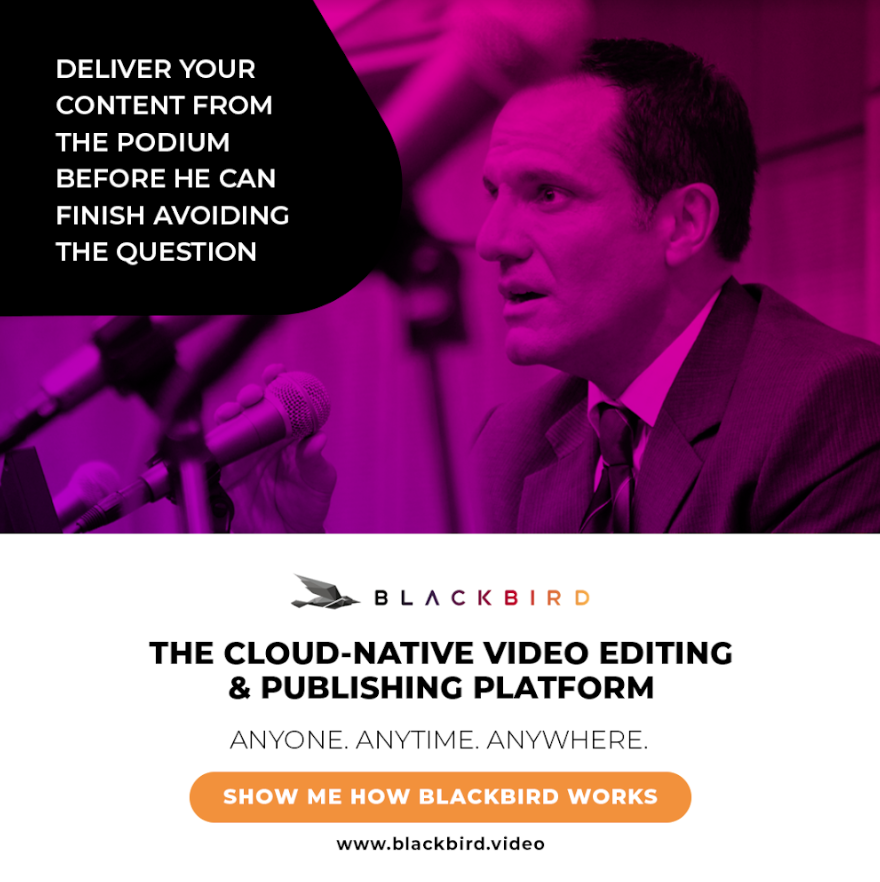 DELIVER YOUR
CONTENT FROM
THE PODIUM
BEFORE HE CAN
FINISH AVOIDING
THE QUESTION
BLACKBIRD
THE CLOUD-NATIVE VIDEO EDITING
& PUBLISHING PLATFORM
ANYONE. ANYTIME. ANYWHERE.
SHOW ME HOW BLACKBIRD WORKS
www.blackbird.video